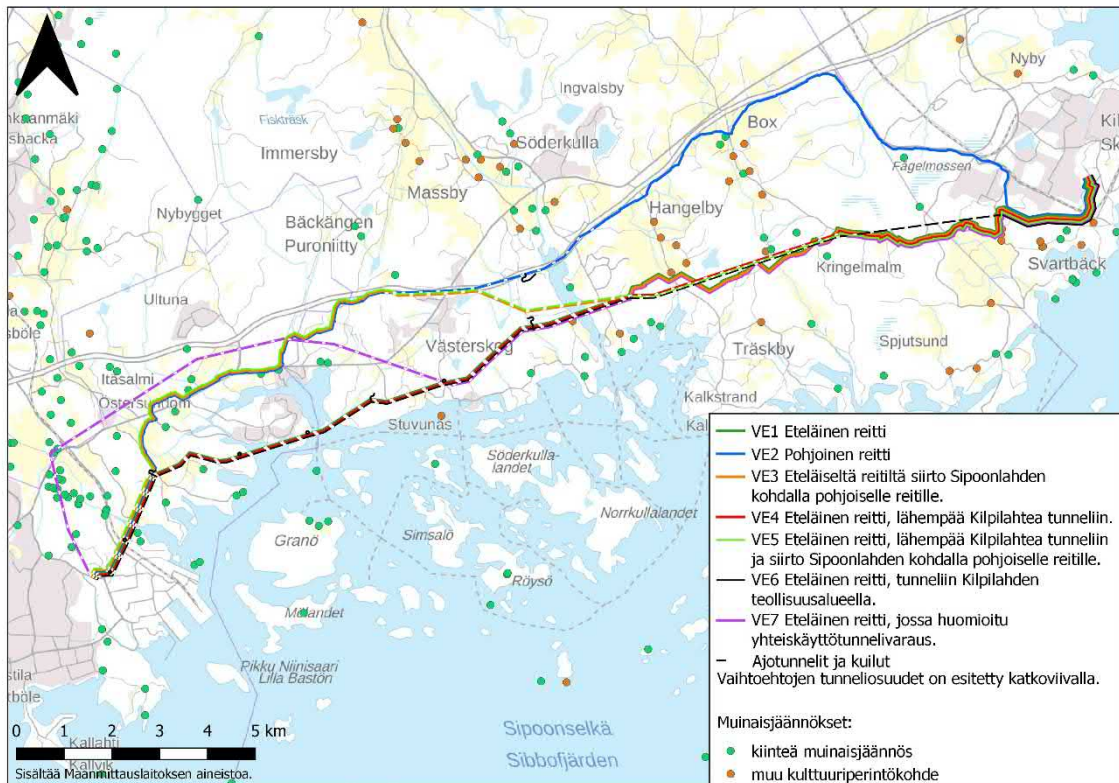 Nyby
Ingvalsby
Box
Fiskträsk
Söderkulla
Immersby
Fågelmossen
Massby
Nybygget
Hangelby
Bäckängen
Puroniitty
Svartbäck
Kringelmalm
Ultuna
Västerskog
Träskby
Spjutsund
Itäsalmi
Östersundom
Kalkstrand
Stuvunäs
Söderkulla-
landet
Norrkullalandet
Simsalö
Granö
Röysö
Mölandet
Pikku Niinisaari
Lilla Bastön
Kallahti
Kallvik
Sipoonselkä
Sibbofjärden
0 1 2 3 4 5 km
Sisältää Maanmittauslaitoksen aineistoa.
VE1 Eteläinen reitti
VE2 Pohjoinen reitti
VE3 Eteläiseltä reitiltä siirto Sipoonlahden
kohdalla pohjoiselle reitille.
VE4 Eteläinen reitti, lähempää Kilpilahtea tunneliin.
VE5 Eteläinen reitti, lähempää Kilpilahtea tunneliin
ja siirto Sipoonlahden kohdalla pohjoiselle reitille.
VE6 Eteläinen reitti, tunneliin Kilpilahden
teollisuusalueella.
VE7 Eteläinen reitti, jossa huomioitu
yhteiskäyttötunnelivaraus.
Ajotunnelit ja kuilut
Vaihtoehtojen tunneliosuudet on esitetty katkoviivalla.
Muinaisjäännökset:
kiinteä muinaisjäännös
muu kulttuuriperintökohde